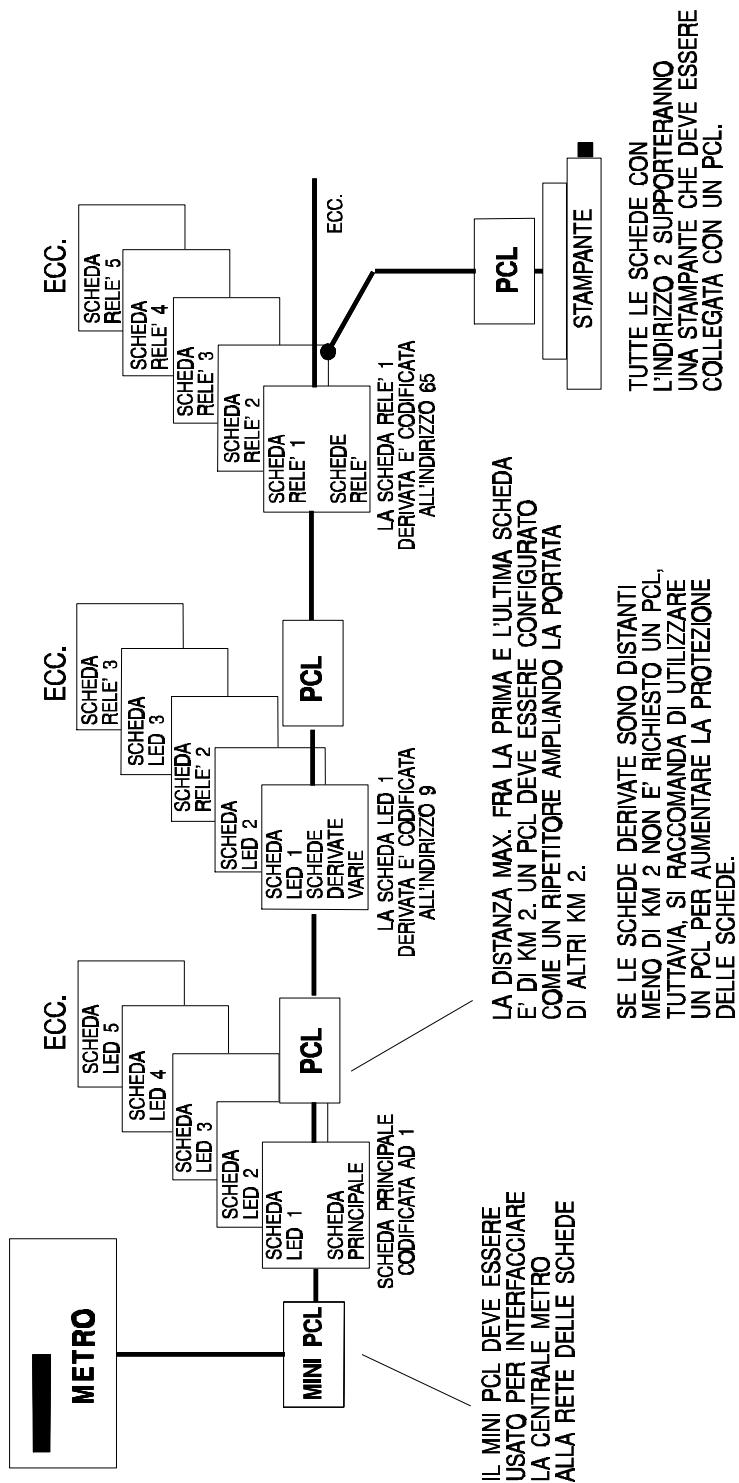 METRO
MINI PCL
IL MINI PCL DEVE ESSERE
USATO PER INTERFACCIARE
LA CENTRALE METRO
ALLA RETE DELLE SCHEDE
ECC.
SCHEDA
LED 5
SCHEDA
LED 4
SCHEDA
LED 3
SCHEDA
LED 2
SCHEDA
LED 1
SCHEDA
PRINCIPALE
SCHEDA PRINCIPALE
CODIFICATA AD 1
PCL
LA DISTANZA MAX. FRA LA PRIMA E L'ULTIMA SCHEDA
E' DI KM 2. UN PCL DEVE ESSERE CONFIGURATO
COME UN RIPETITORE AMPLIANDO LA PORTATA
DI ALTRI KM 2.
SE LE SCHEDE DERIVATE SONO DISTANTI
MENO DI KM 2 NON E' RICHIESTO UN PCL,
TUTTAVIA, SI RACCOMANDA DI UTILIZZARE
UN PCL PER AUMENTARE LA PROTEZIONE
DELLE SCHEDE.
ECC.
SCHEDA
RELE' 3
SCHEDA
LED 3
SCHEDA
RELE' 2
SCHEDA
LED 2
SCHEDA
LED 1
SCHEDE
DERIVATE
VARIE
LA SCHEDA LED 1
DERIVATA E' CODIFICATA
ALL'INDIRIZZO 9
PCL
ECC.
SCHEDA
RELE' 5
SCHEDA
RELE' 4
SCHEDA
RELE' 3
SCHEDA
RELE' 2
SCHEDA
RELE' 1
SCHEDE
RELE'
LA SCHEDA RELE' 1
DERIVATA E' CODIFICATA
ALL'INDIRIZZO 65
ECC.
PCL
STAMPANTE
TUTTE LE SCHEDE CON
L'INDIRIZZO 2 SUPPORTERANNO
UNA STAMPANTE CHE DEVE ESSERE
COLLEGATA CON UN PCL.